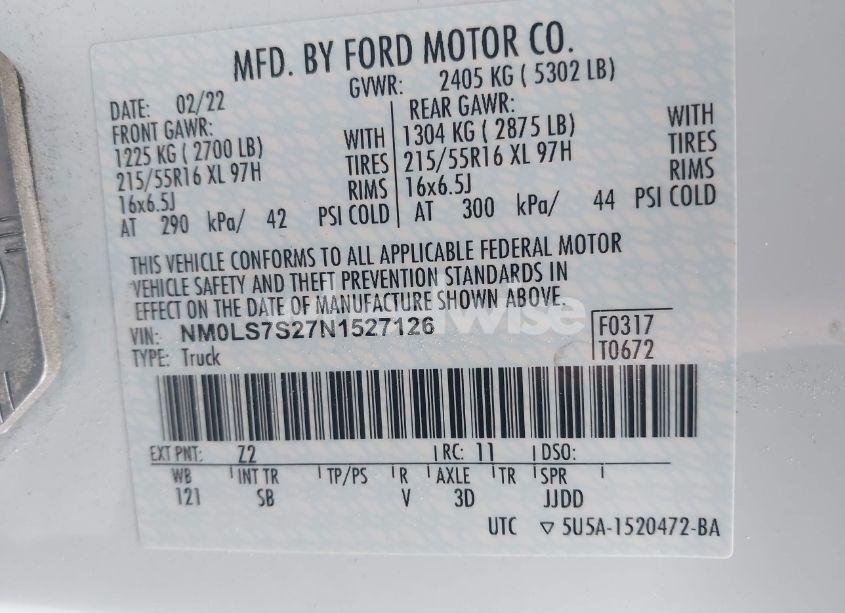 MFD. BY FORD MOTOR CO.
DATE: 02/22 GVWR: 2405 KG ( 5302 LB)
FRONT GAWR: REAR GAWR:
1225 KG ( 2700 LB) WITH 1304 KG ( 2875 LB) WITH
215/55R16 XL 97H TIRES 215/55R16 XL 97H TIRES
16x6.5J RIMS 16x6.5J RIMS
AT 290 kPa/ 42 PSI COLD AT 300 kPa/ 44 PSI COLD
THIS VEHICLE CONFORMS TO ALL APPLICABLE FEDERAL MOTOR
VEHICLE SAFETY AND THEFT PREVENTION STANDARDS IN
EFFECT ON THE DATE OF MANUFACTURE SHOWN ABOVE.
VIN: NM0LS7S27N1527126 F0317
TYPE: Truck T0672
EXT PNT: Z2 RC: 11 DSO:
WB INT TR TP/PS R AXLE TR SPR
121 SB V 3D JJDD
UTC ▽ 5U5A-1520472-BA